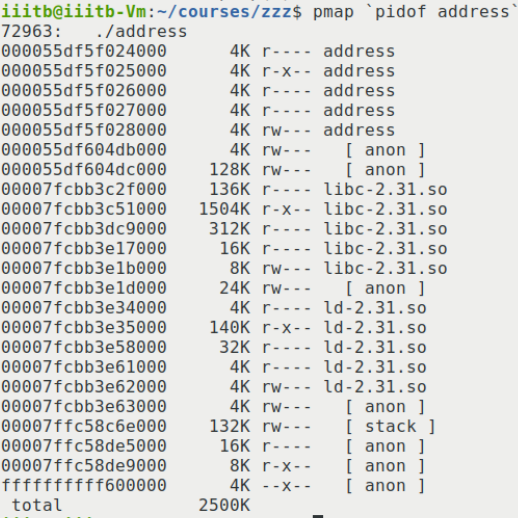 iiitb@iiitb-Vm:~/courses/zzz$ pmap `pidof address`
72963:   ./address
000055df5f024000      4K r---- address
000055df5f025000      4K r-x-- address
000055df5f026000      4K r---- address
000055df5f027000      4K r---- address
000055df5f028000      4K rw--- address
000055df604db000      4K rw---   [ anon ]
000055df604dc000    128K rw---   [ anon ]
00007fcbb3c2f000    136K r---- libc-2.31.so
00007fcbb3c51000   1504K r-x-- libc-2.31.so
00007fcbb3dc9000    312K r---- libc-2.31.so
00007fcbb3e17000     16K r---- libc-2.31.so
00007fcbb3e1b000      8K rw--- libc-2.31.so
00007fcbb3e1d000     24K rw---   [ anon ]
00007fcbb3e34000      4K r---- ld-2.31.so
00007fcbb3e35000    140K r-x-- ld-2.31.so
00007fcbb3e58000     32K r---- ld-2.31.so
00007fcbb3e61000      4K r---- ld-2.31.so
00007fcbb3e62000      4K rw--- ld-2.31.so
00007fcbb3e63000      4K rw---   [ anon ]
00007ffc58c6e000    132K rw---   [ stack ]
00007ffc58de5000     16K r----   [ anon ]
00007ffc58de9000      8K r-x--   [ anon ]
ffffffffff600000      4K --x--   [ anon ]
 total             2500K